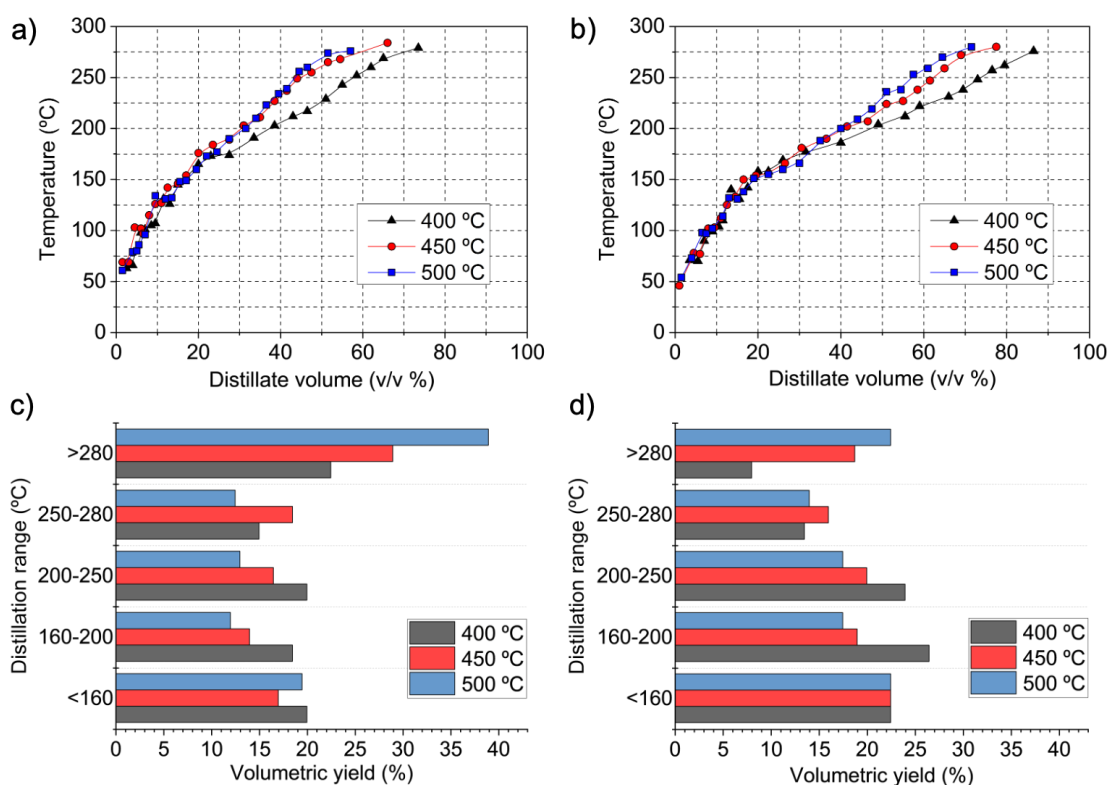 a)
300
250
200
150
100
50
0
Temperature (ºC)
400 ºC
450 ºC
500 ºC
0 20 40 60 80 100
Distillate volume (v/v %)
b)
300
250
200
150
100
50
0
Temperature (ºC)
400 ºC
450 ºC
500 ºC
0 20 40 60 80 100
Distillate volume (v/v %)
c)
Distillation range (ºC)
>280
250-280
200-250
160-200
<160
400 ºC
450 ºC
500 ºC
0 5 10 15 20 25 30 35 40
Volumetric yield (%)
d)
Distillation range (ºC)
>280
250-280
200-250
160-200
<160
400 ºC
450 ºC
500 ºC
0 5 10 15 20 25 30 35 40
Volumetric yield (%)